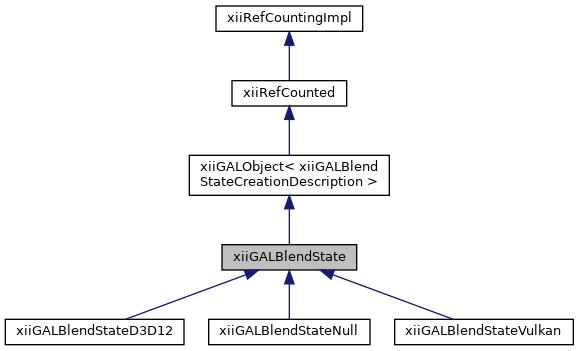 xiiRefCountingImpl
xiiRefCounted
xiiGALObject< xiiGALBlend
StateCreationDescription >
xiiGALBlendState
xiiGALBlendStateD3D12
xiiGALBlendStateNull
xiiGALBlendStateVulkan